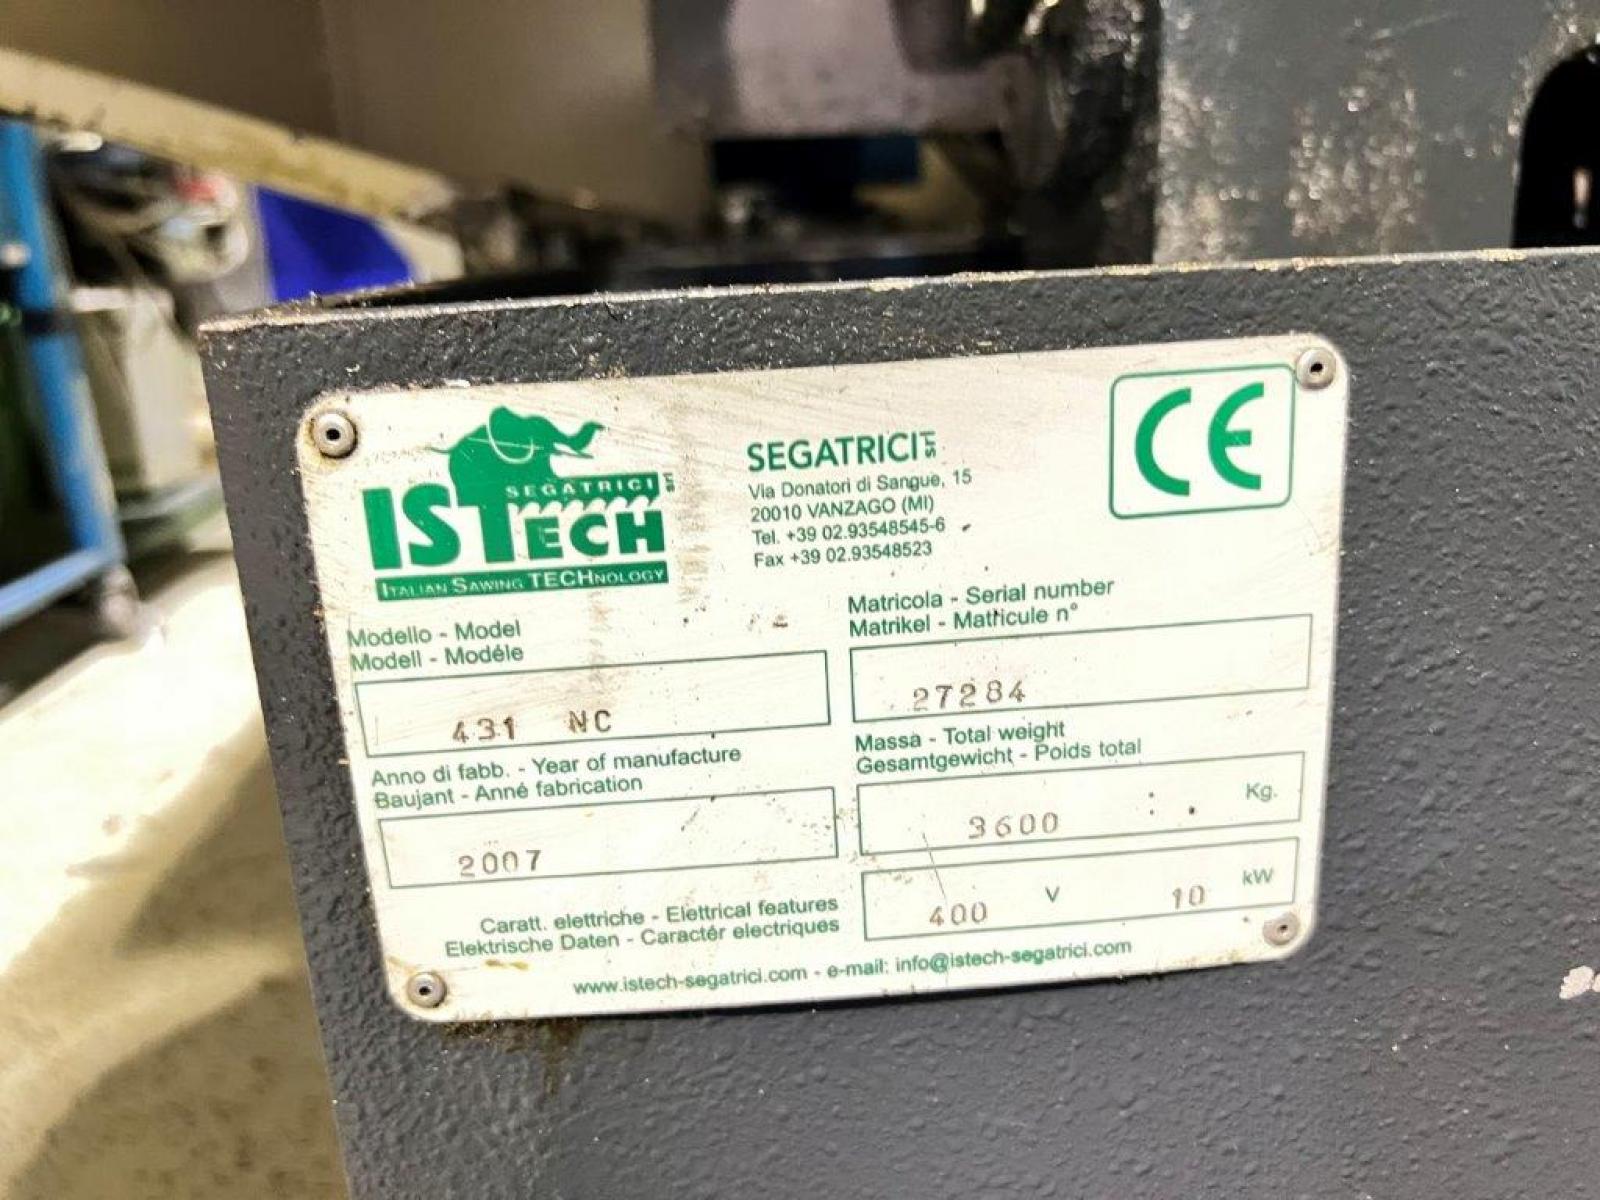 SEGATRICI srl
ISTECH
ITALIAN SAWING TECHNOLOGY
SEGATRICI srl
Via Donatori di Sangue, 15
20010 VANZAGO (MI)
Tel. +39 02.93548545-6
Fax +39 02.93548523
CE
Modello - Model
Modell - Modéle
431 NC
Matricola - Serial number
Matrikel - Matricule n°
27284
Anno di fabb. - Year of manufacture
Baujant - Anné fabrication
2007
Massa - Total weight
Gesamtgewicht - Poids total
3600 Kg.
Caratt. elettriche - Elettrical features
Elektrische Daten - Caractér electriques
400 V 10 kW
www.istech-segatrici.com - e-mail: info@istech-segatrici.com